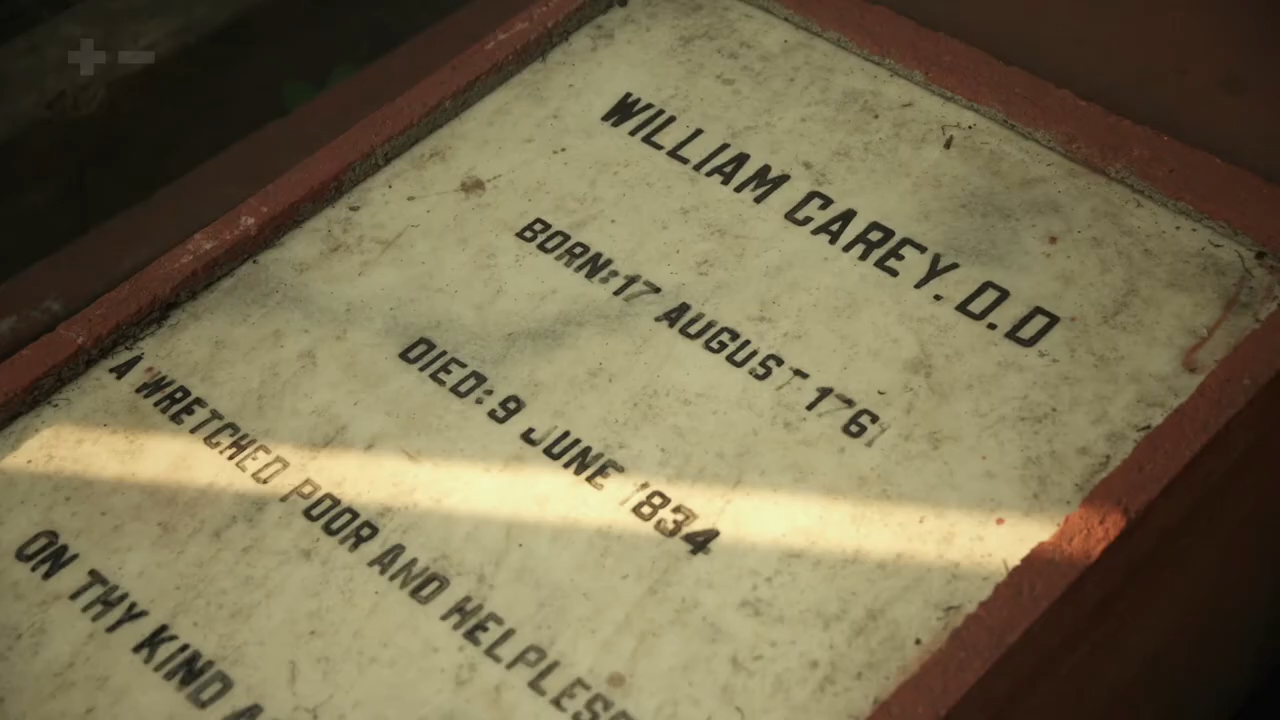 WILLIAM CAREY. D.D
BORN: 17 AUGUST 1761
DIED: 9 JUNE 1834
A WRETCHED POOR AND HELPLESS
ON THY KIND